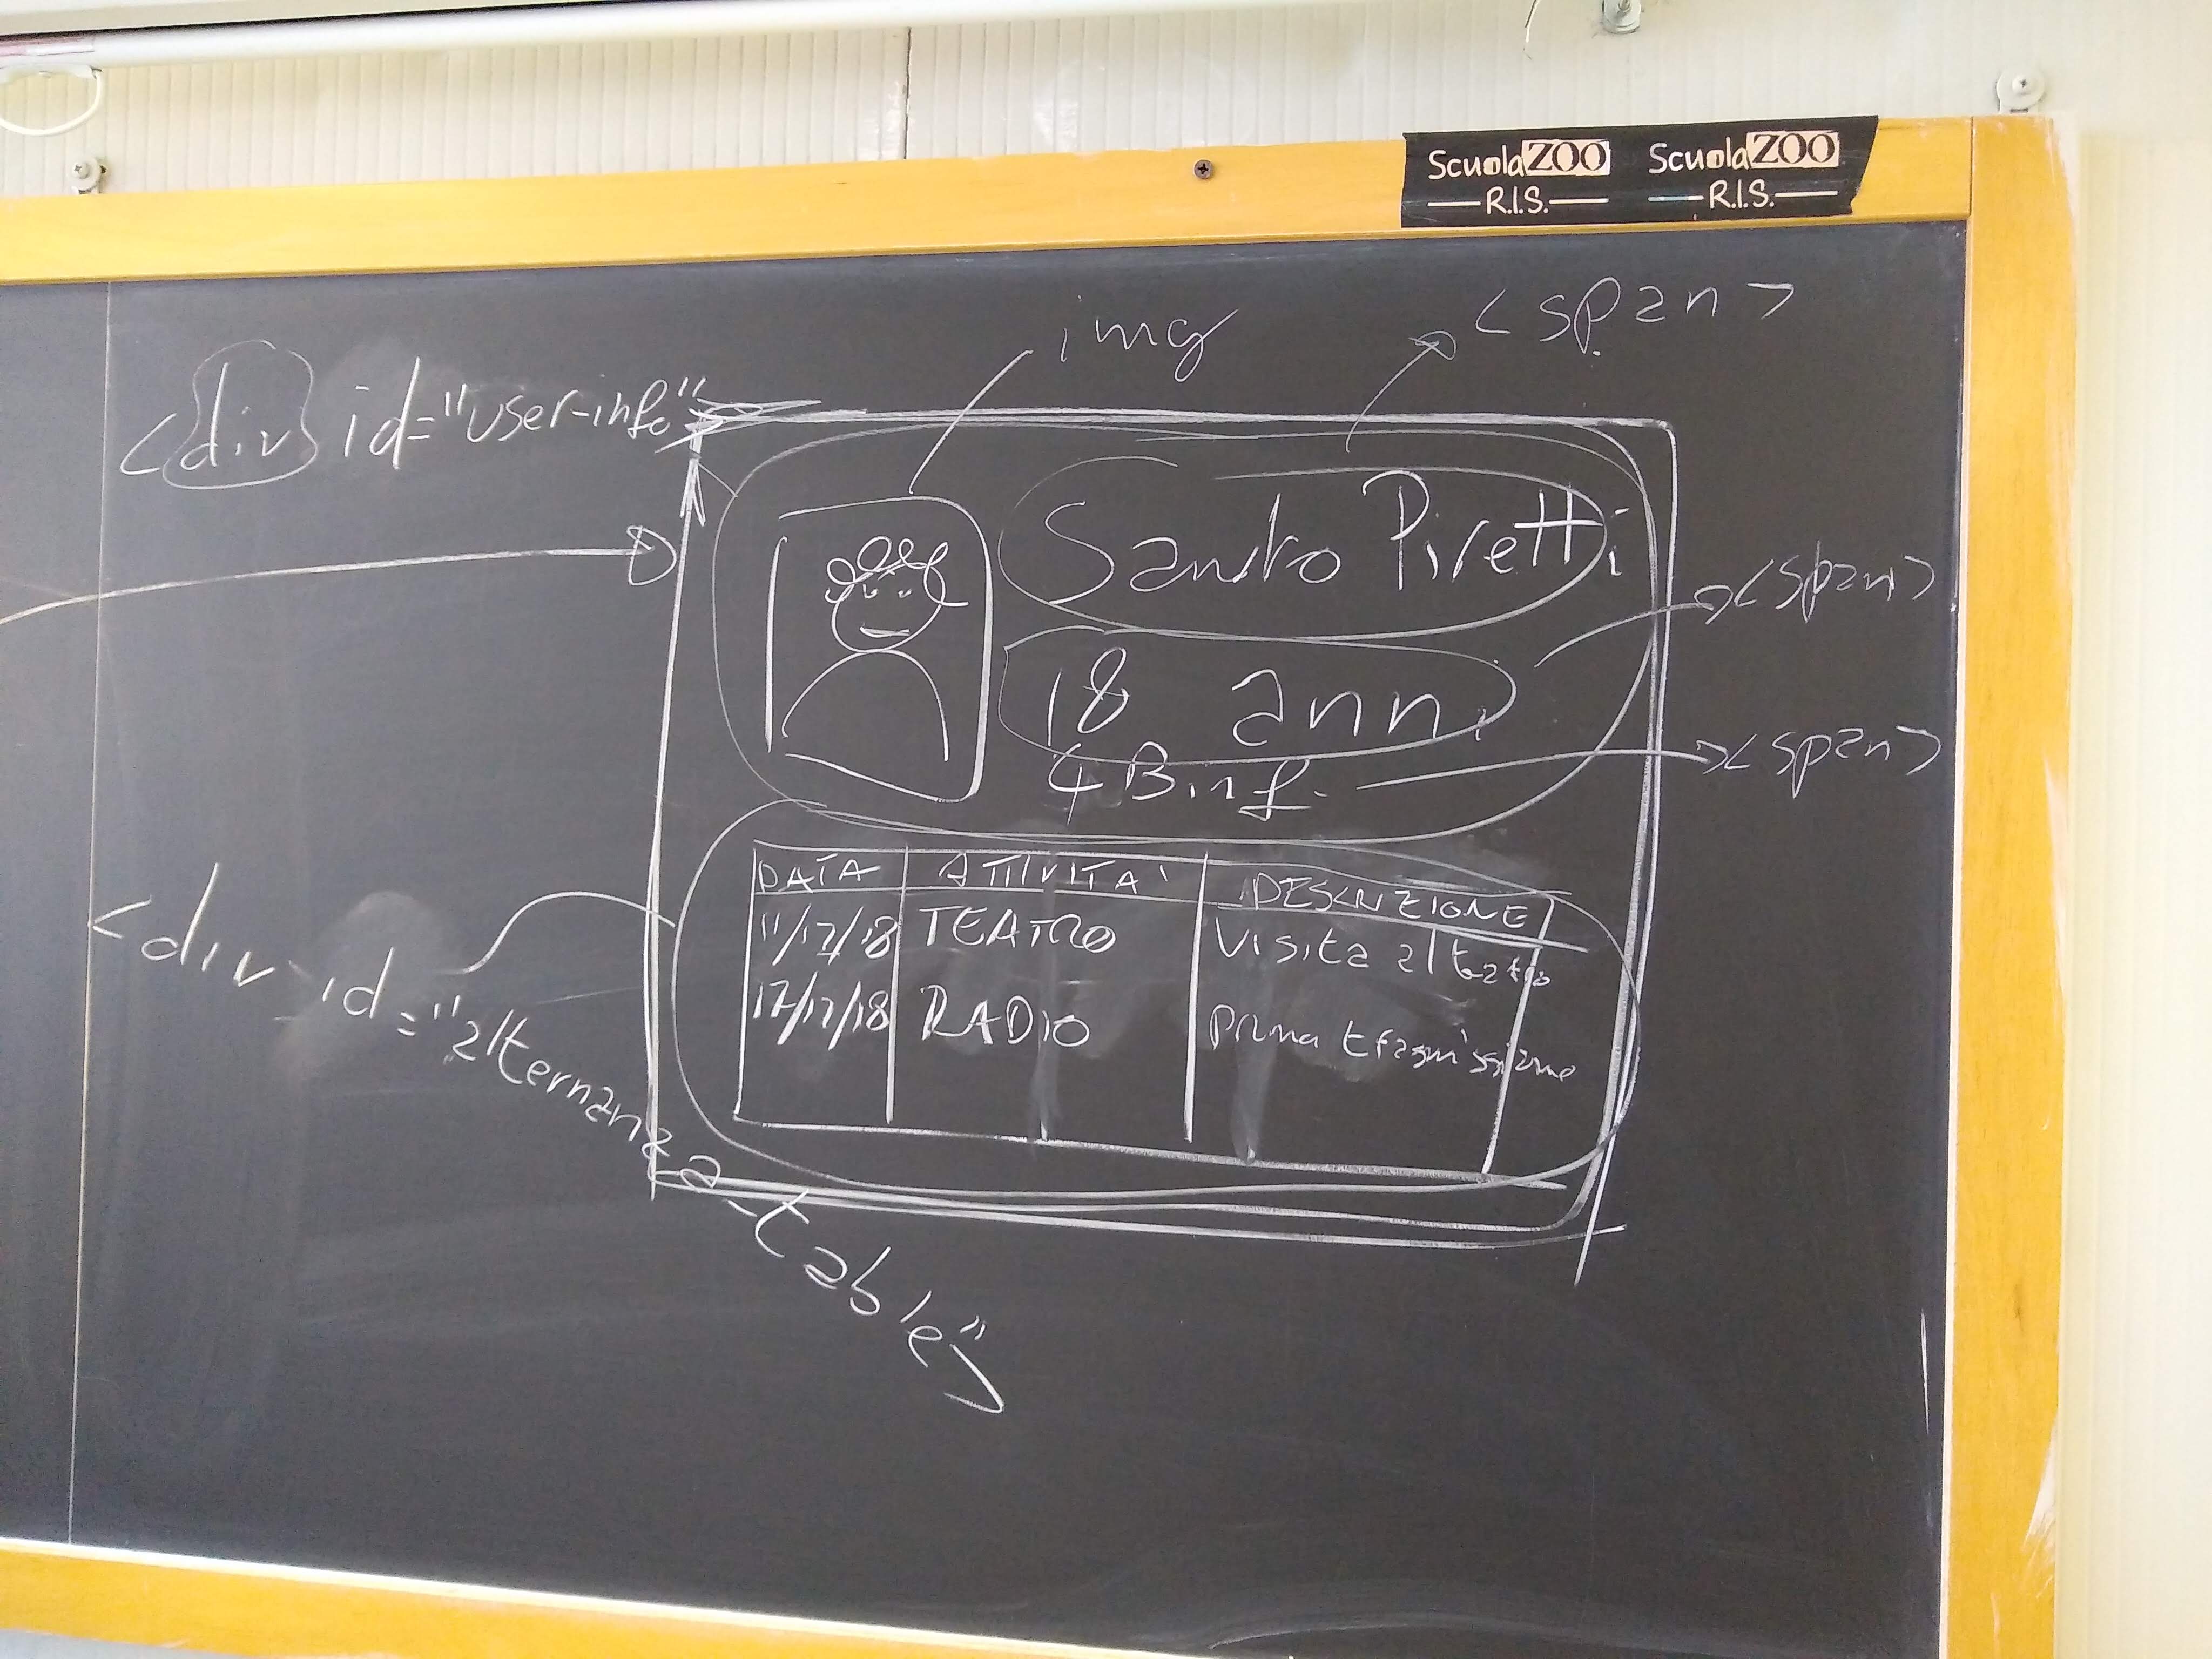 ScuolaZOO ScuolaZOO
R.I.S. R.I.S.
img
<span>
<div id="user-info">
Sandro Piretti
<span>
18 anni
4 B inf.
<span>
DATA ATTIVITA' DESCRIZIONE
11/12/18 TEATRO Visita al teatro
17/12/18 RADIO prima trasmissione
<div id="alternanza-table">